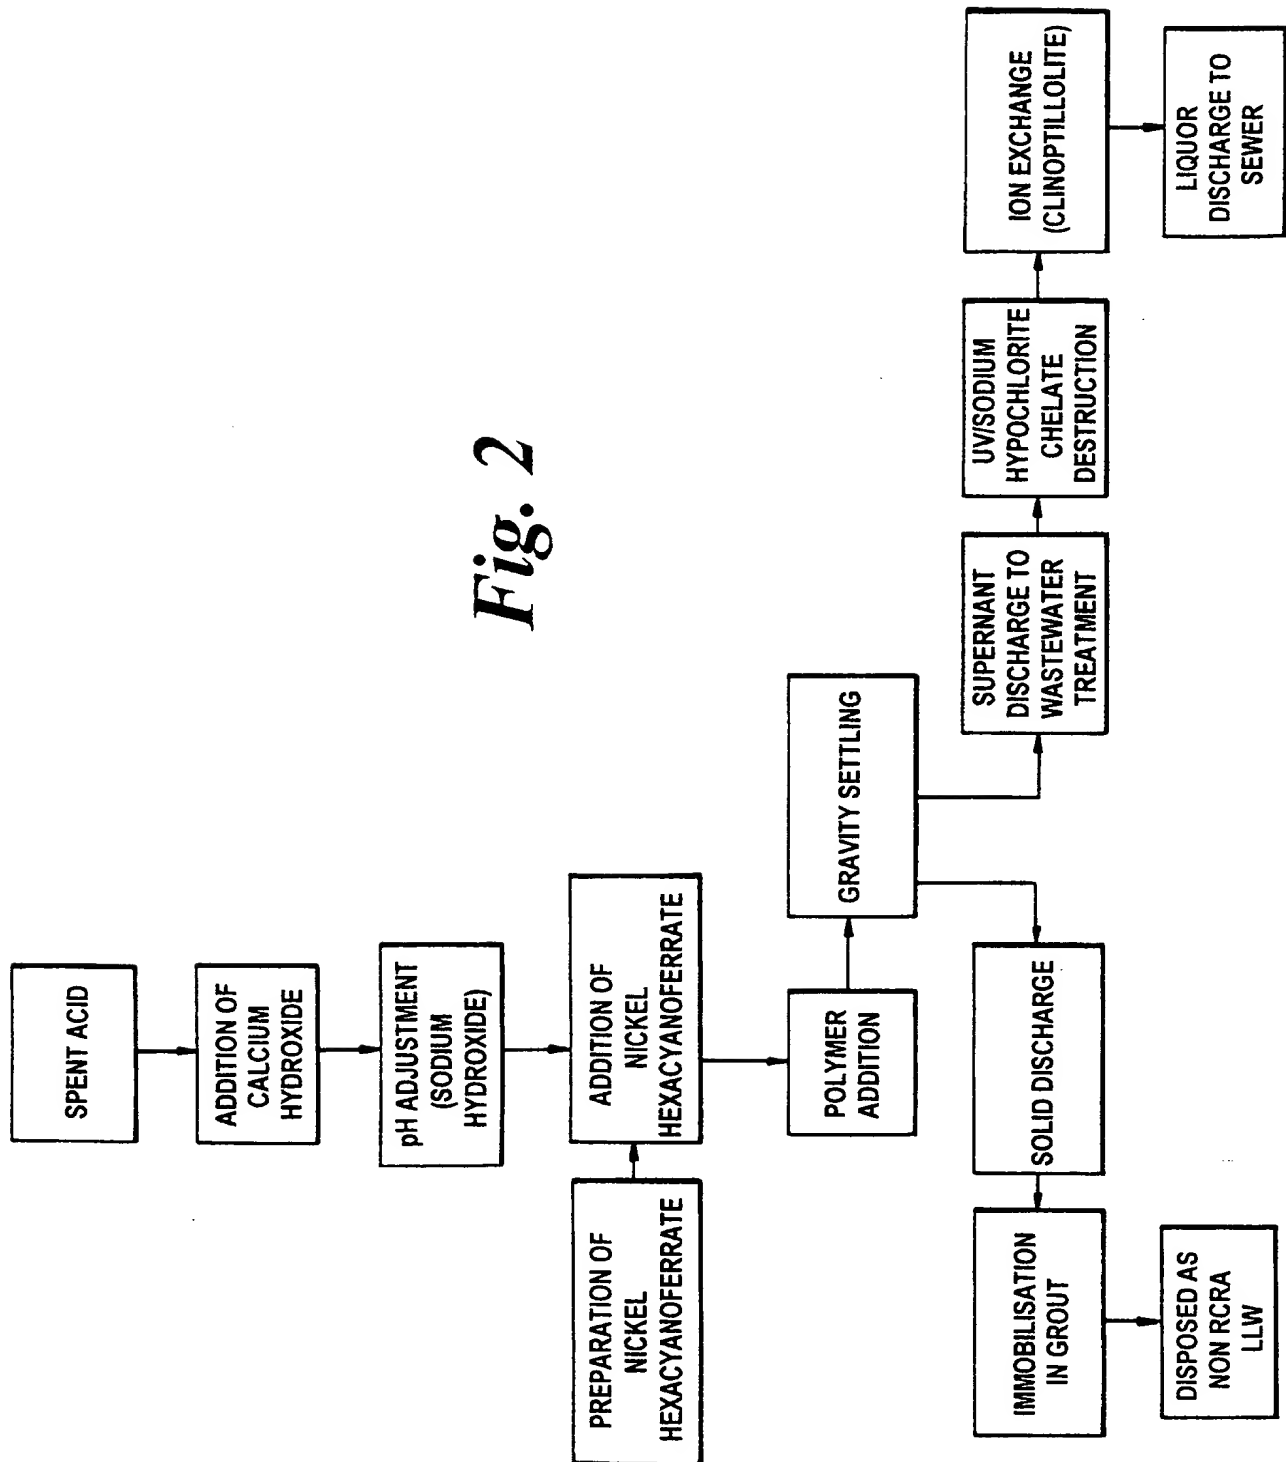 SPENT ACID
ADDITION OF
CALCIUM
HYDROXIDE
pH ADJUSTMENT
(SODIUM
HYDROXIDE)
PREPARATION OF
NICKEL
HEXACYANOFERRATE
ADDITION OF
NICKEL
HEXACYANOFERRATE
POLYMER
ADDITION
GRAVITY SETTLING
SOLID DISCHARGE
IMMOBILISATION
IN GROUT
DISPOSED AS
NON RCRA
LLW
SUPERNANT
DISCHARGE TO
WASTEWATER
TREATMENT
UV/SODIUM
HYPOCHLORITE
CHELATE
DESTRUCTION
ION EXCHANGE
(CLINOPTILLOLITE)
LIQUOR
DISCHARGE TO
SEWER
Fig. 2